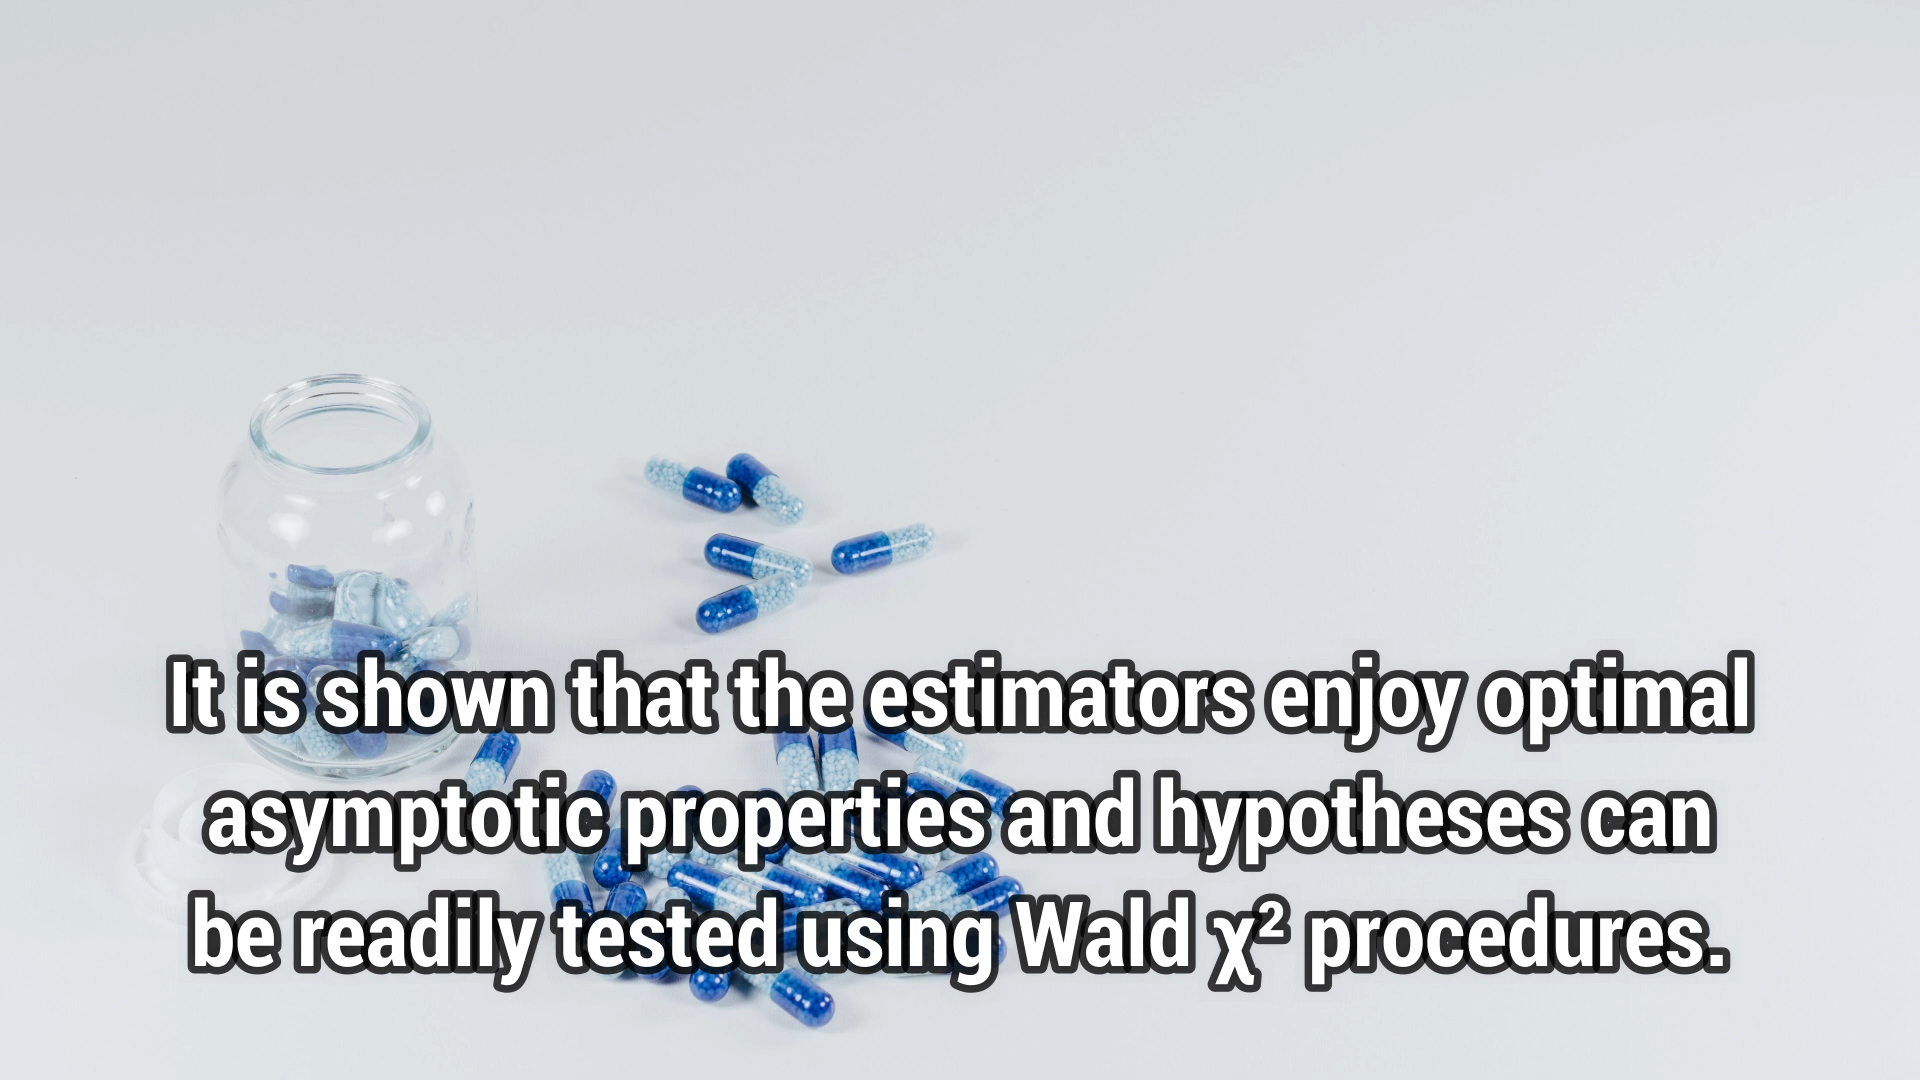 It is shown that the estimators enjoy optimal
asymptotic properties and hypotheses can
be readily tested using Wald χ² procedures.